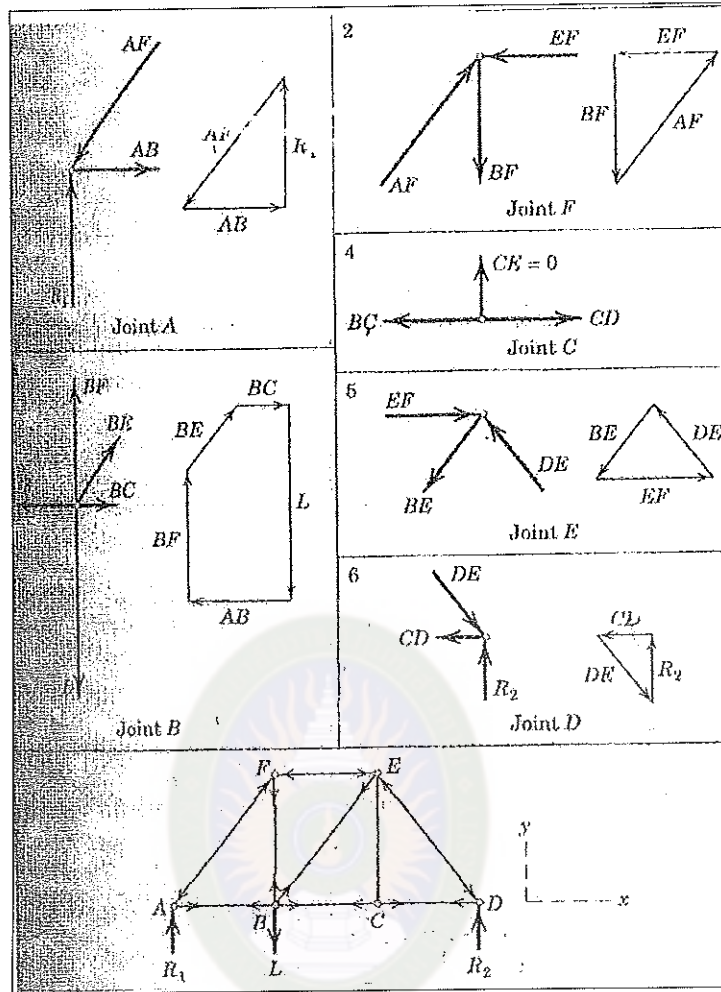 AF
AB
AF
R₁
AB
Joint A
2
EF
EF
BF
AF
AF
BF
Joint F
4
CE = 0
BC
CD
Joint C
BF
BE
BC
BC
BE
BF
L
AB
Joint B
5
EF
BE
DE
BE
DE
EF
Joint E
6
DE
CD
R₂
DE
R₂
Joint D
F
E
A
B
C
D
R₁
L
R₂
y
x